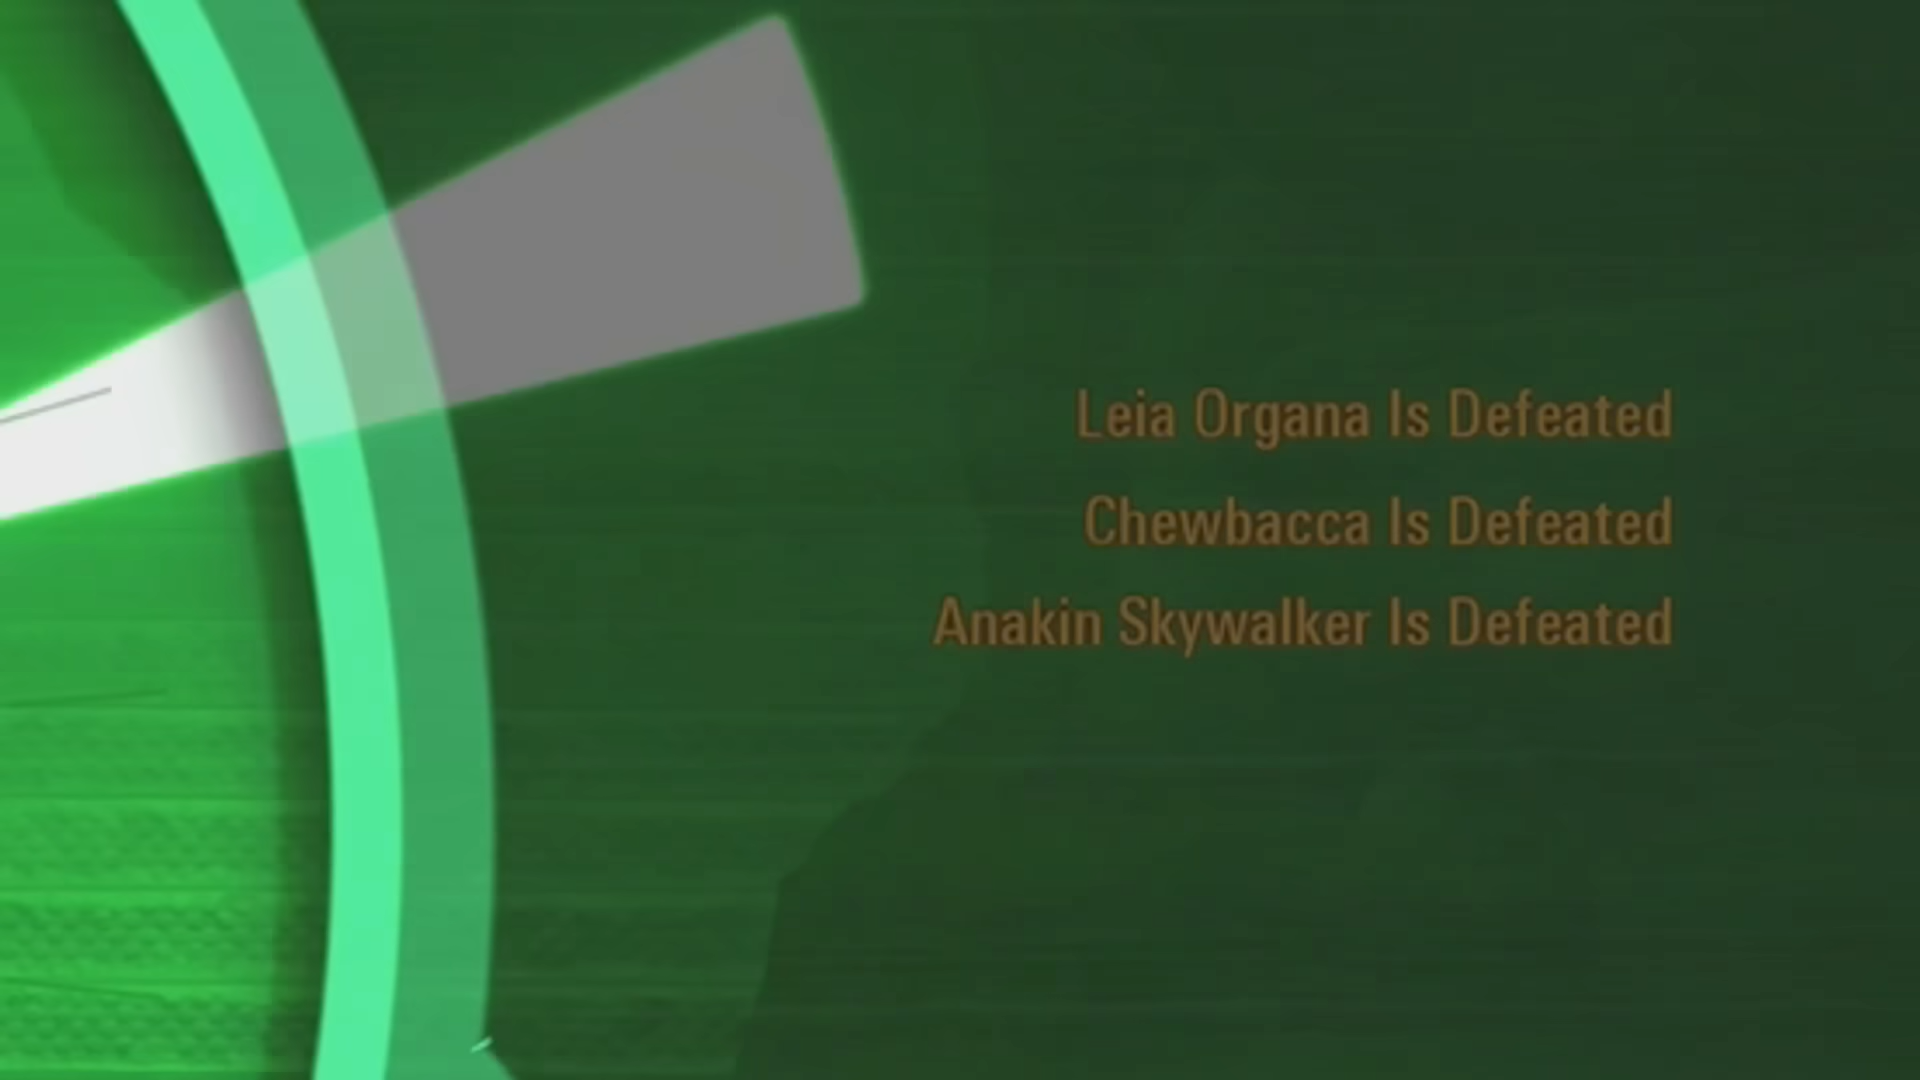 Leia Organa Is Defeated
Chewbacca Is Defeated
Anakin Skywalker Is Defeated